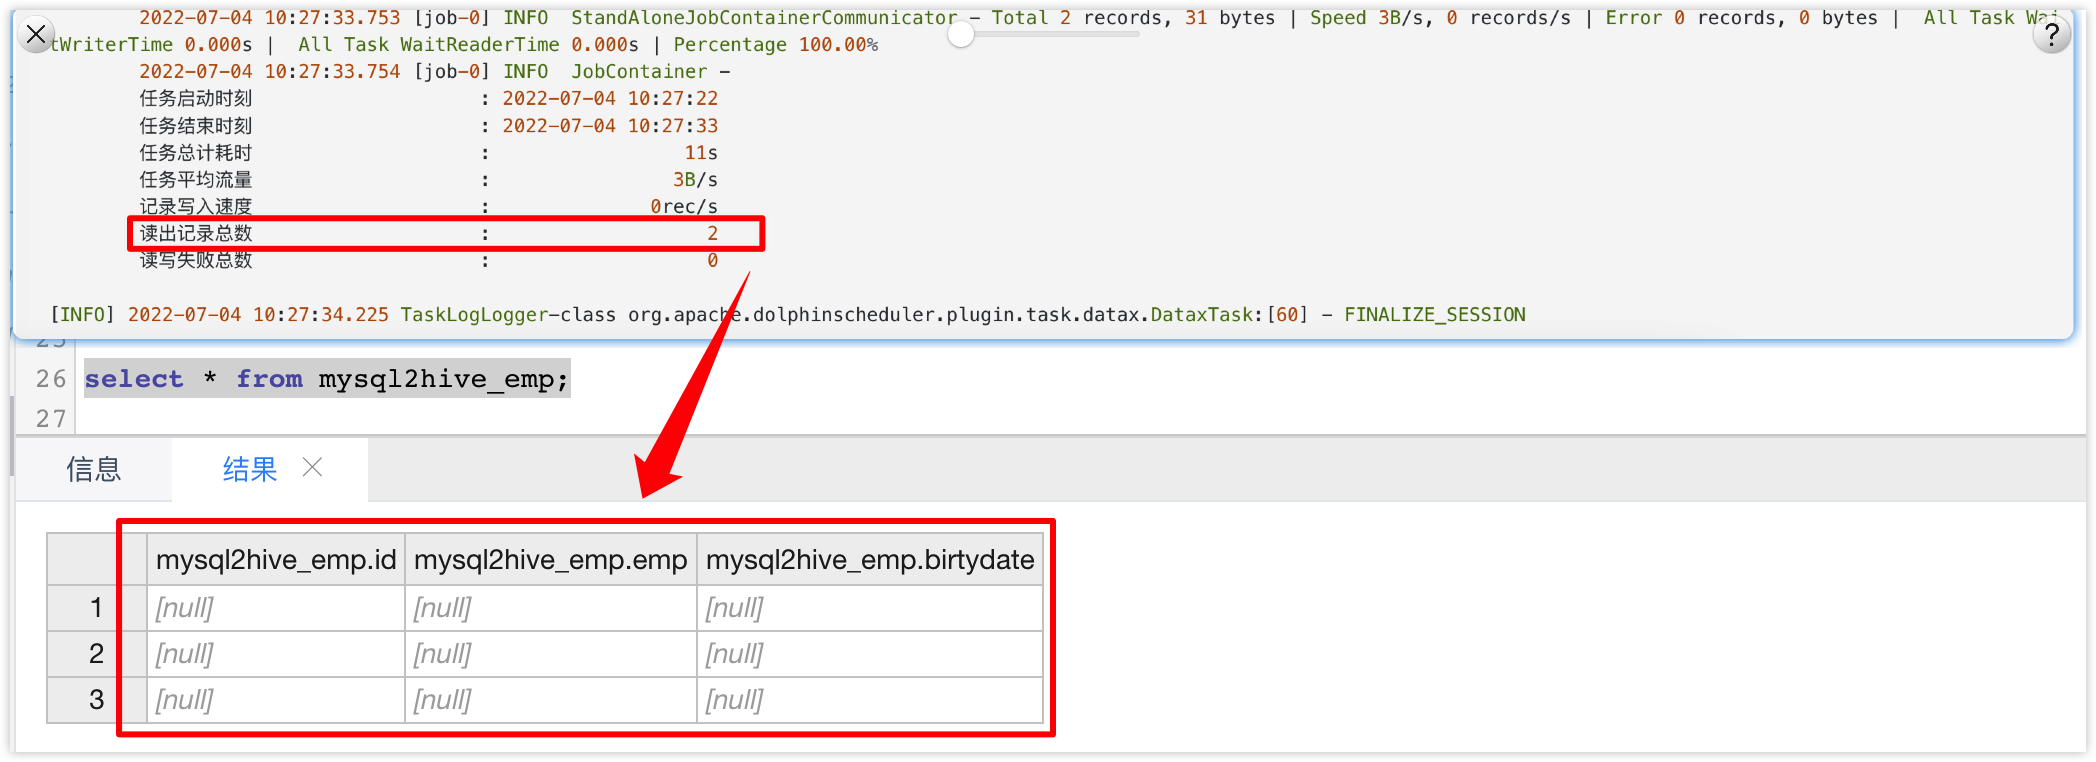 2022-07-04 10:27:33.753 [job-0] INFO  StandAloneJobContainerCommunicator - Total 2 records, 31 bytes | Speed 3B/s, 0 records/s | Error 0 records, 0 bytes |  All Task Wai
tWriterTime 0.000s |  All Task WaitReaderTime 0.000s | Percentage 100.00%
2022-07-04 10:27:33.754 [job-0] INFO  JobContainer -
任务启动时刻 : 2022-07-04 10:27:22
任务结束时刻 : 2022-07-04 10:27:33
任务总计耗时 : 11s
任务平均流量 : 3B/s
记录写入速度 : 0rec/s
读出记录总数 : 2
读写失败总数 : 0
[INFO] 2022-07-04 10:27:34.225 TaskLogLogger-class org.apache.dolphinscheduler.plugin.task.datax.DataxTask:[60] - FINALIZE_SESSION
?
25
26 select * from mysql2hive_emp;
27
信息 结果
mysql2hive_emp.id mysql2hive_emp.emp mysql2hive_emp.birtydate
1 [null] [null] [null]
2 [null] [null] [null]
3 [null] [null] [null]